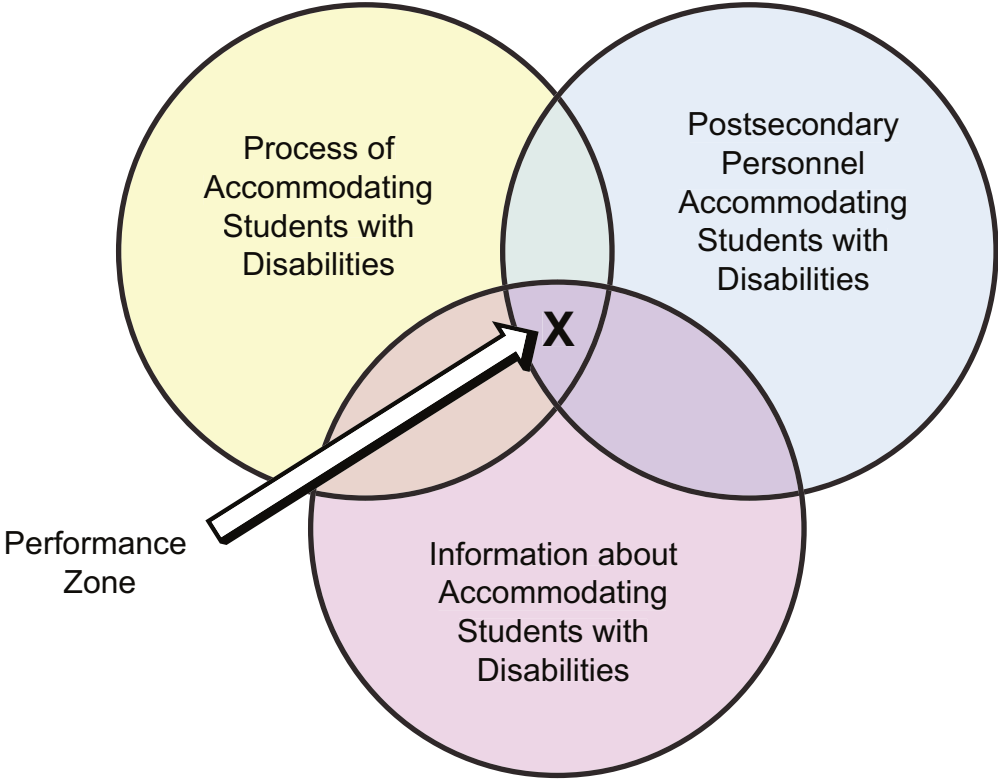 Process of
Accommodating
Students with
Disabilities
Postsecondary
Personnel
Accommodating
Students with
Disabilities
X
Performance
Zone
Information about
Accommodating
Students with
Disabilities